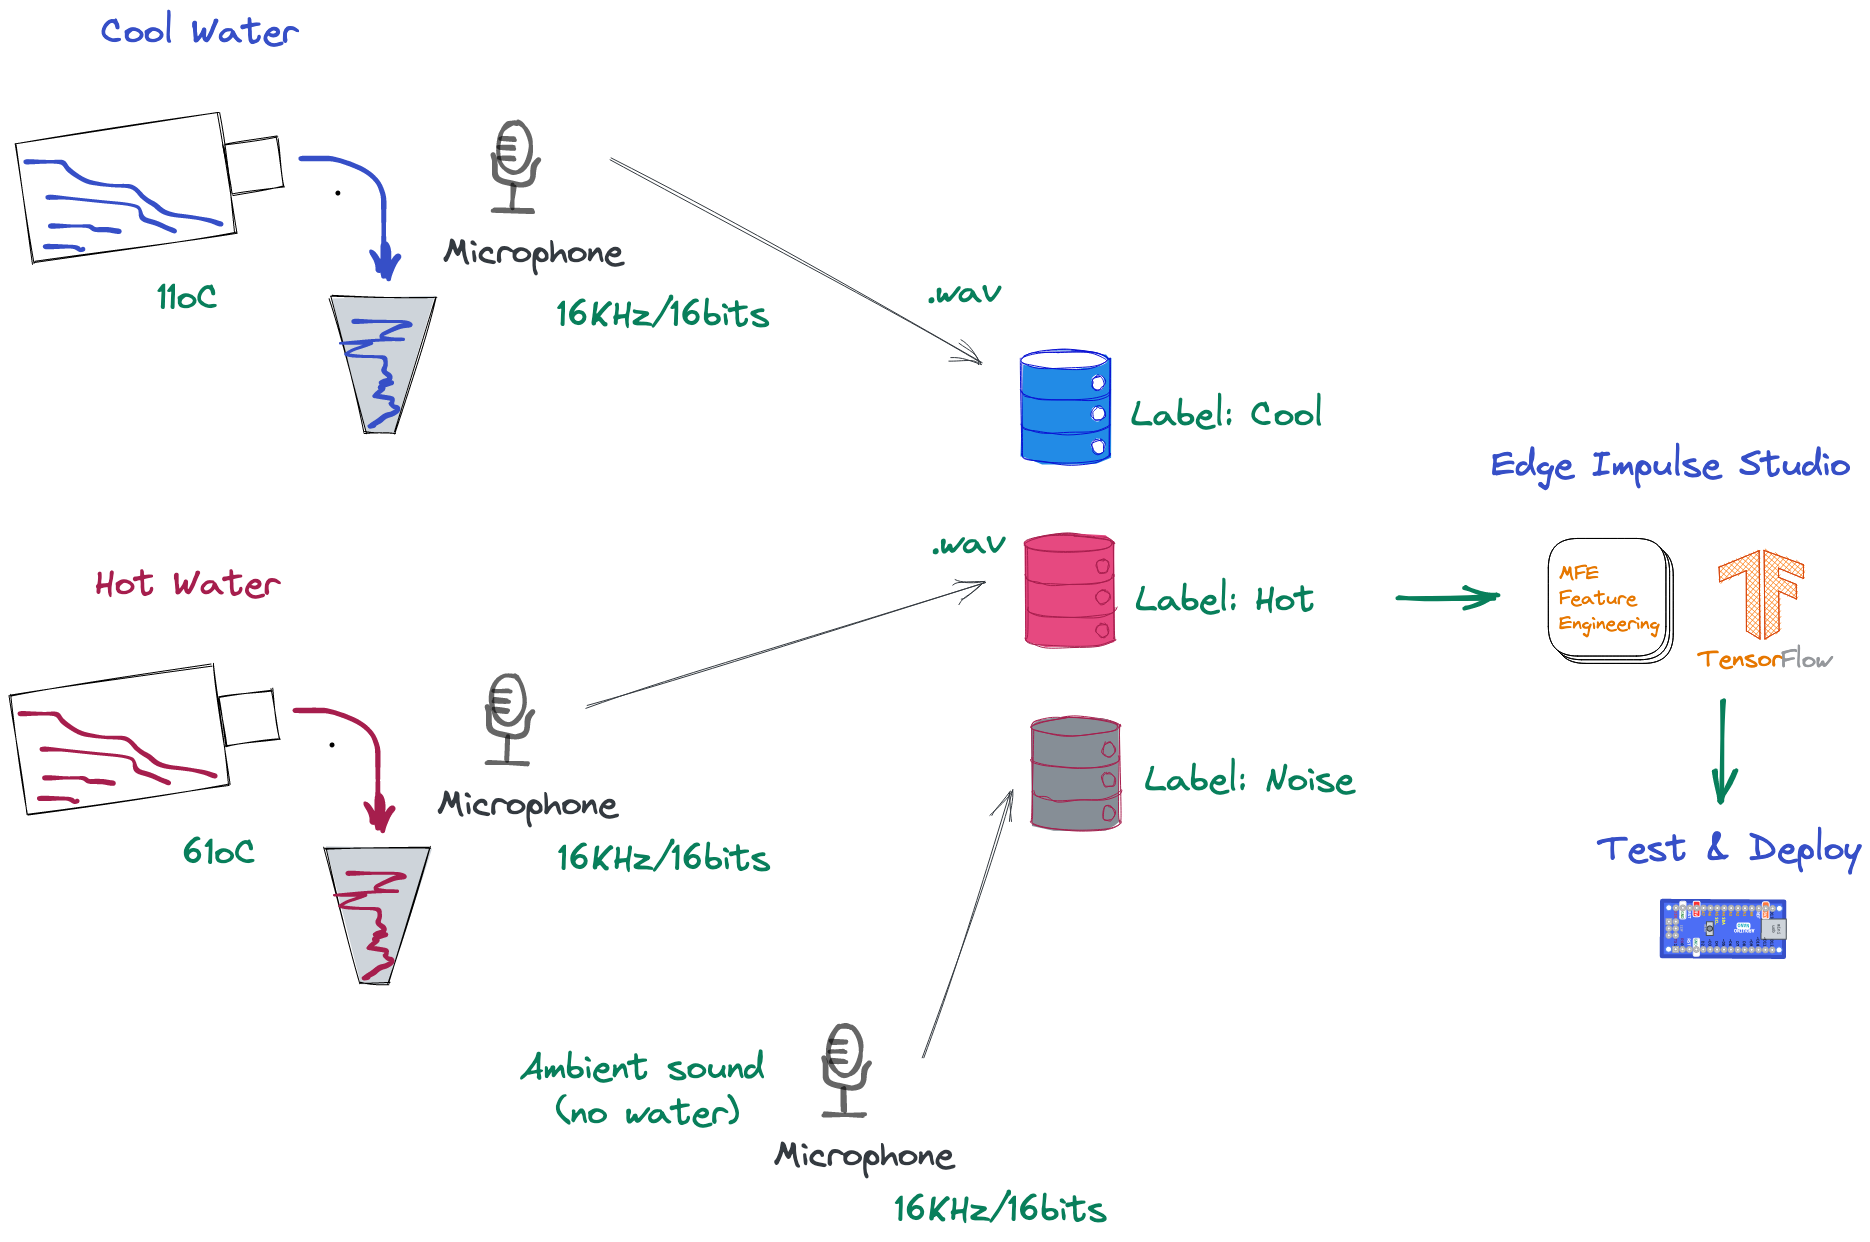 Cool Water
Microphone
11oC
16KHz/16bits
.wav
Label: Cool
Edge Impulse Studio
.wav
Hot Water
MFE
Feature
Engineering
Label: Hot
TensorFlow
Label: Noise
Microphone
61oC
16KHz/16bits
Test & Deploy
Ambient sound
(no water)
Microphone
16KHz/16bits